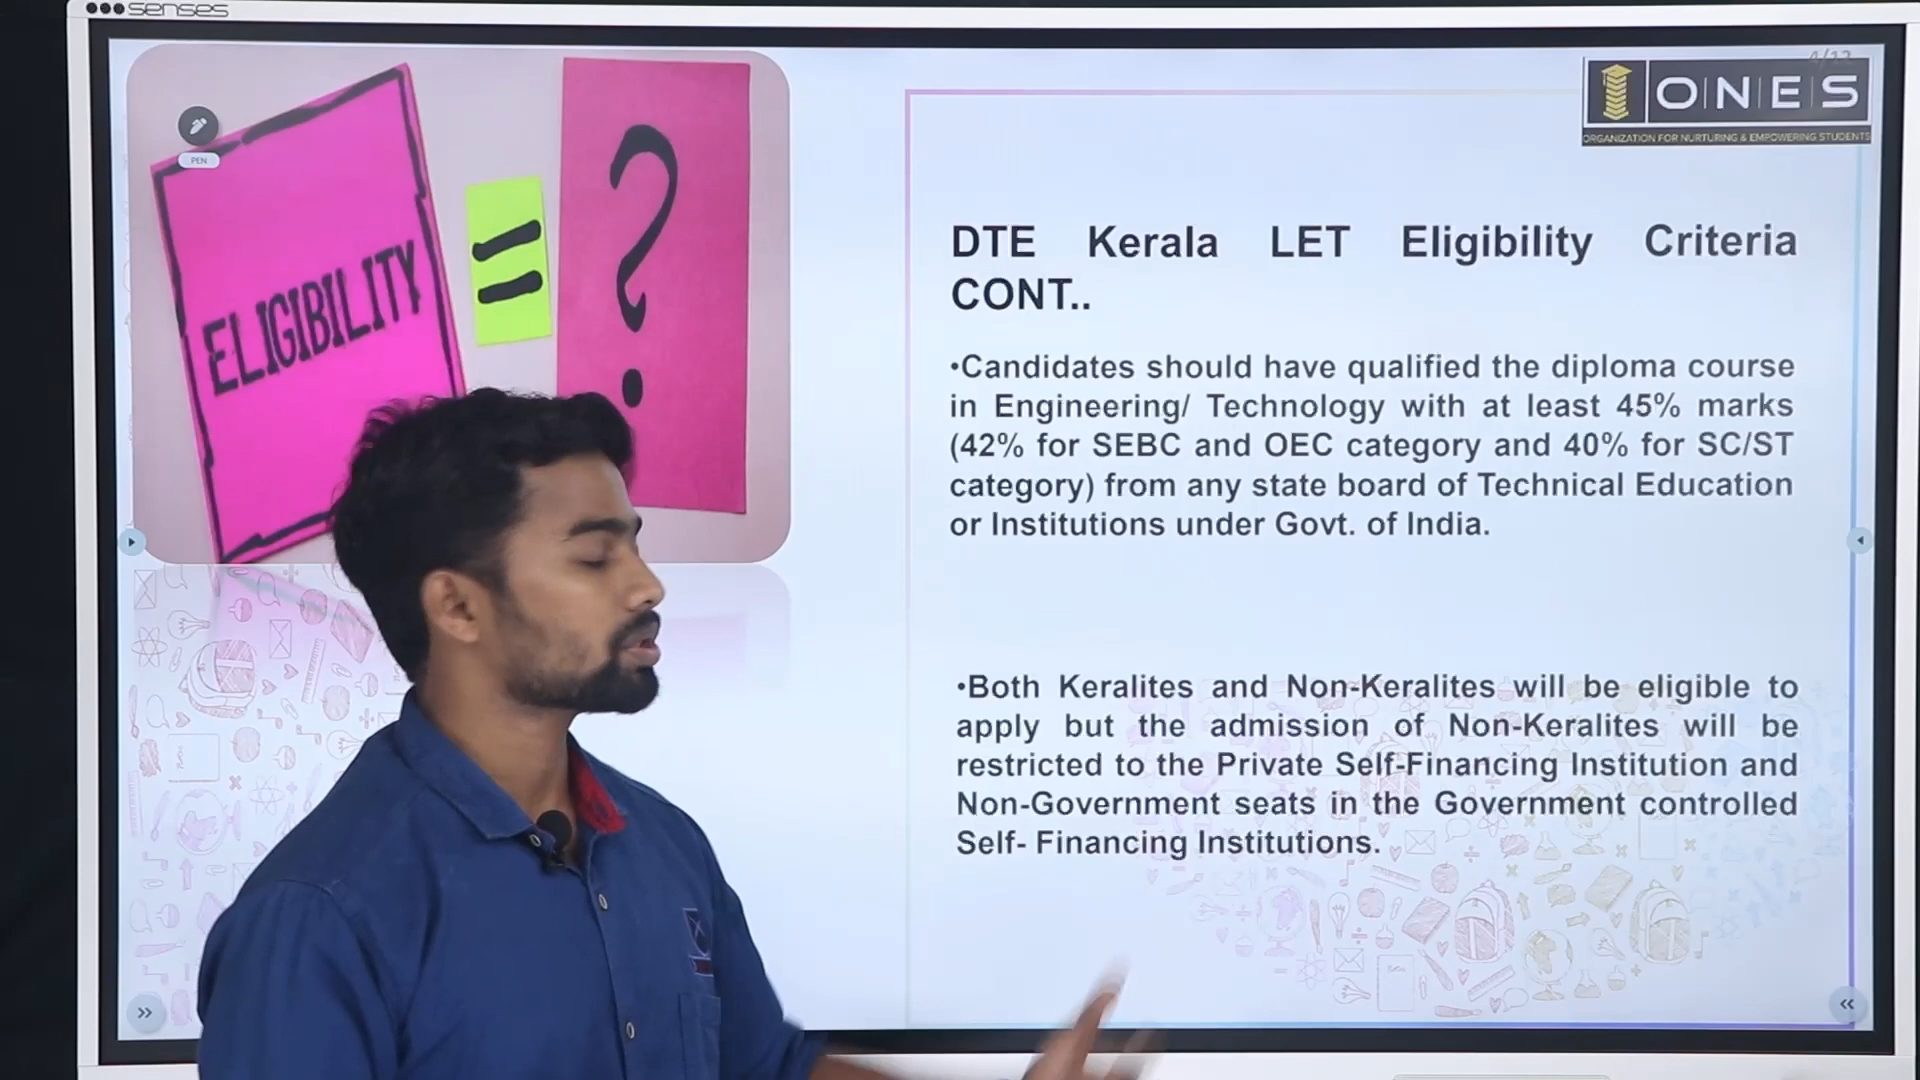 senses
4/12
PEN
ELIGIBILITY
=
?
O|N|E|S
ORGANIZATION FOR NURTURING & EMPOWERING STUDENTS
DTE Kerala LET Eligibility Criteria
CONT..
•Candidates should have qualified the diploma course
in Engineering/ Technology with at least 45% marks
(42% for SEBC and OEC category and 40% for SC/ST
category) from any state board of Technical Education
or Institutions under Govt. of India.
•Both Keralites and Non-Keralites will be eligible to
apply but the admission of Non-Keralites will be
restricted to the Private Self-Financing Institution and
Non-Government seats in the Government controlled
Self- Financing Institutions.